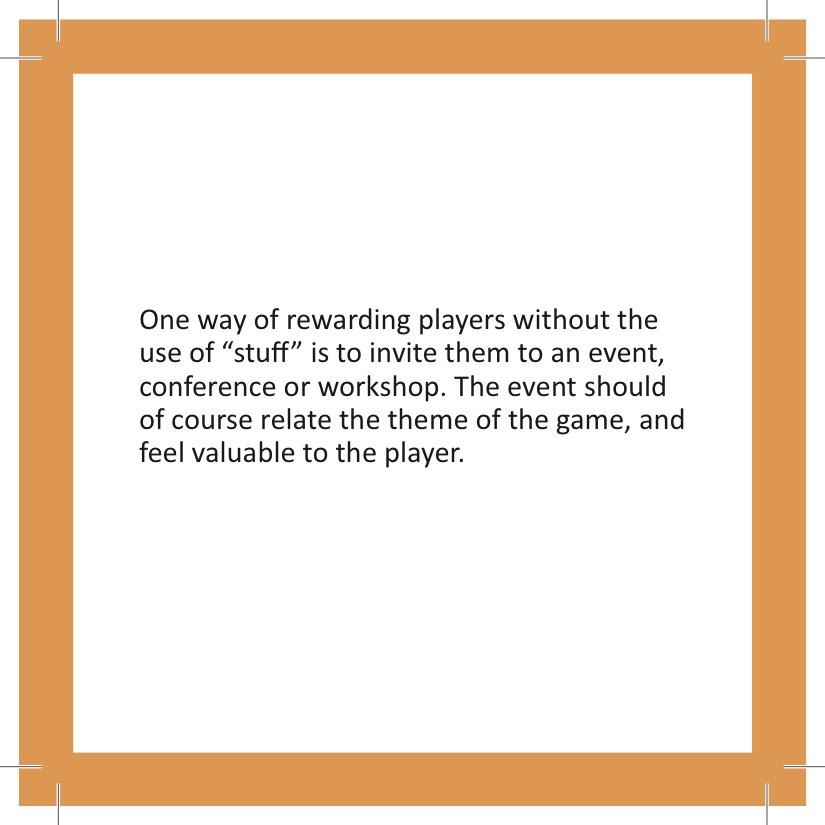 One way of rewarding players without the
use of “stuff” is to invite them to an event,
conference or workshop. The event should
of course relate the theme of the game, and
feel valuable to the player.